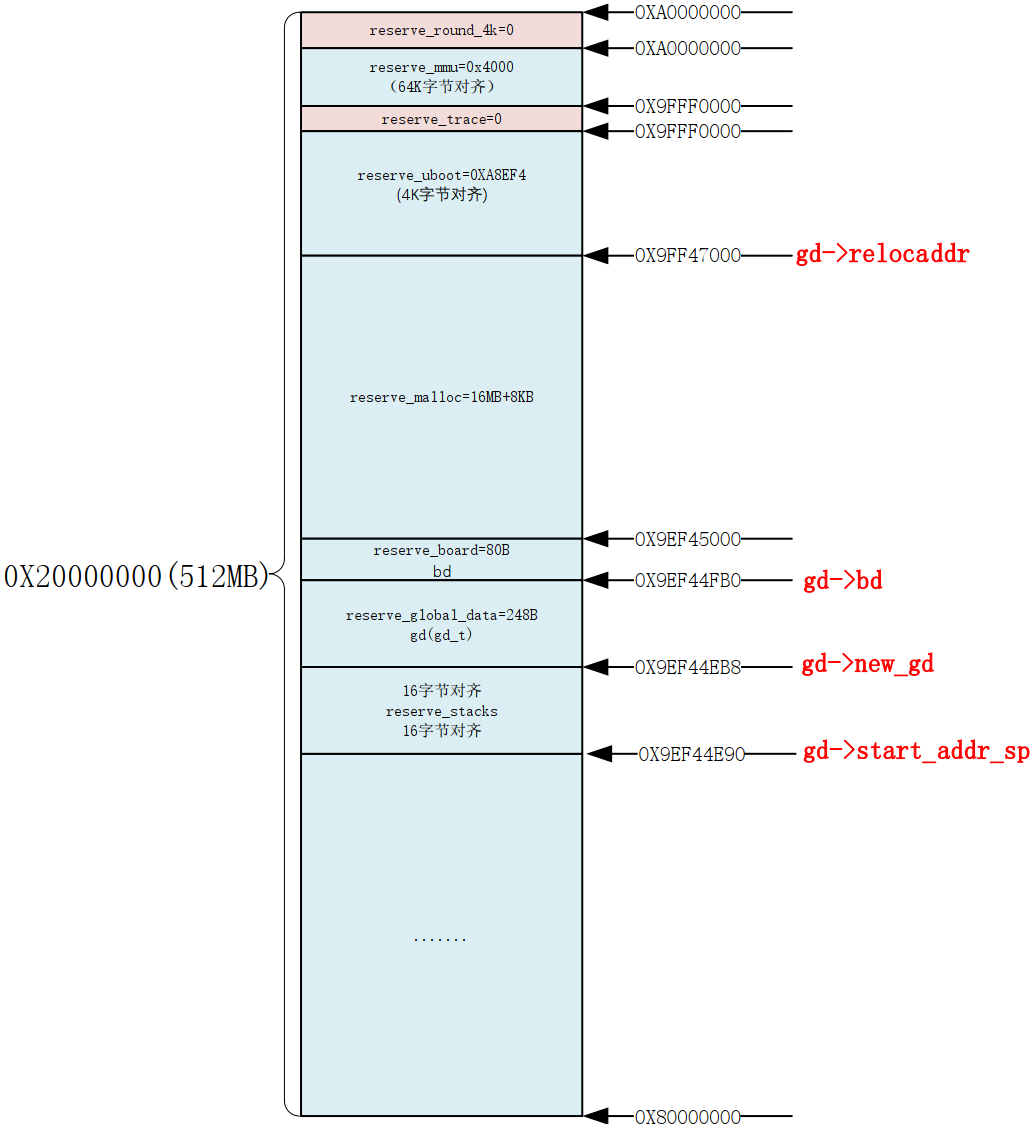 0XA0000000
reserve_round_4k=0
0XA0000000
reserve_mmu=0x4000
（64K字节对齐）
0X9FFF0000
reserve_trace=0
0X9FFF0000
reserve_uboot=0XA8EF4
(4K字节对齐)
0X9FF47000 gd->relocaddr
reserve_malloc=16MB+8KB
0X9EF45000
reserve_board=80B
bd
0X20000000(512MB)
0X9EF44FB0 gd->bd
reserve_global_data=248B
gd(gd_t)
0X9EF44EB8 gd->new_gd
16字节对齐
reserve_stacks
16字节对齐
0X9EF44E90 gd->start_addr_sp
.......
0X80000000